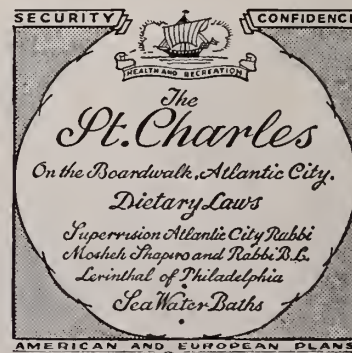 SECURITY CONFIDENCE
HEALTH AND RECREATION
The
St. Charles
On the Boardwalk, Atlantic City.
Dietary Laws
Supervision Atlantic City Rabbi
Mosheh Shapiro and Rabbi B.L.
Levinthal of Philadelphia
Sea Water Baths
AMERICAN AND EUROPEAN PLANS